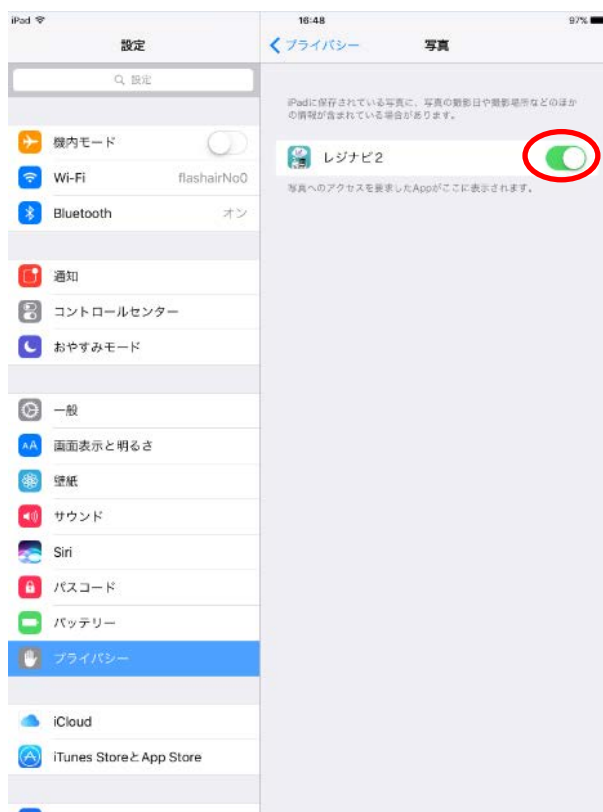 iPad
16:48
97%
設定
プライバシー
写真
設定
iPadに保存されている写真に、写真の撮影日や撮影場所などのほか
の情報が含まれている場合があります。
機内モード
レジナビ2
Wi-Fi
flashairNo0
写真へのアクセスを要求したAppがここに表示されます。
Bluetooth
オン
通知
コントロールセンター
おやすみモード
一般
AA
画面表示と明るさ
壁紙
サウンド
Siri
パスコード
バッテリー
プライバシー
iCloud
iTunes StoreとApp Store